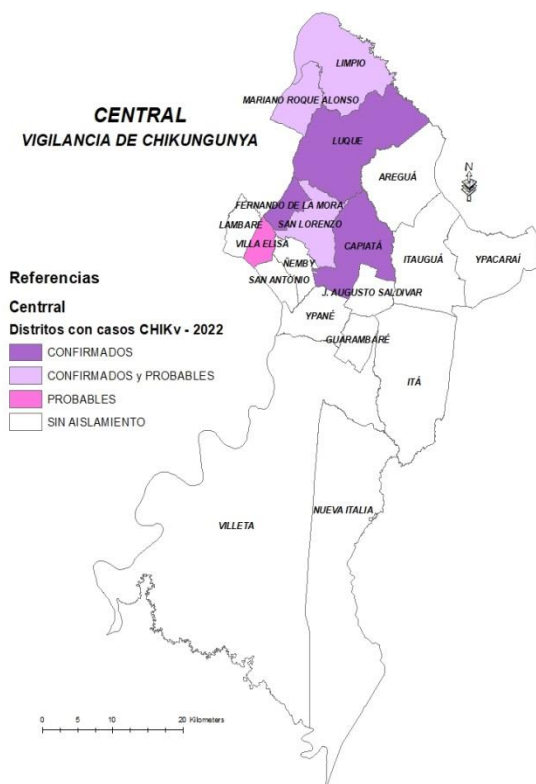 CENTRAL
VIGILANCIA DE CHIKUNGUNYA
LIMPIO
MARIANO ROQUE ALONSO
LUQUE
N
AREGUÁ
FERNANDO DE LA MORA
LAMBARÉ
SAN LORENZO
VILLA ELISA
CAPIATÁ
ITAUGUÁ
YPACARAÍ
ÑEMBY
SAN ANTONIO
J. AUGUSTO SALDIVAR
YPANÉ
GUARAMBARÉ
ITÁ
Referencias
Centrral
Distritos con casos CHIKv - 2022
CONFIRMADOS
CONFIRMADOS y PROBABLES
PROBABLES
SIN AISLAMIENTO
VILLETA
NUEVA ITALIA
0 5 10 20 Kilometers